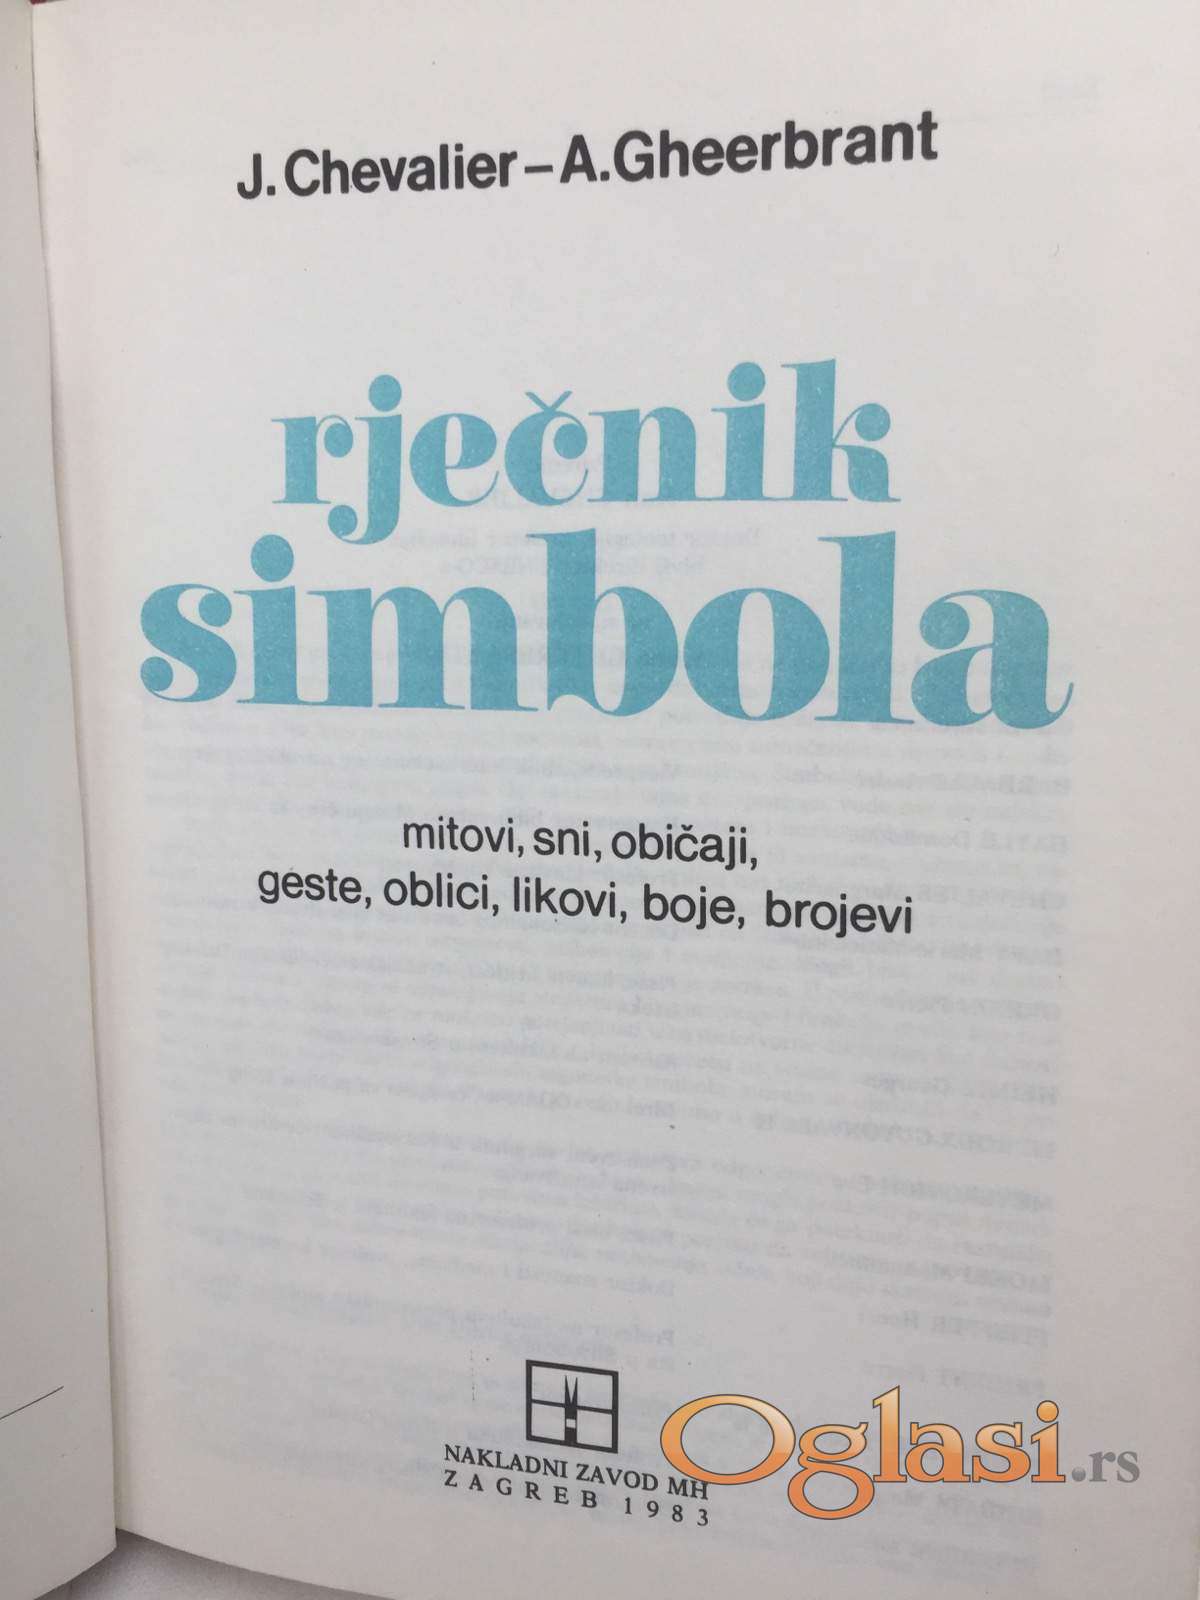 J. Chevalier – A. Gheerbrant
rječnik
simbola
mitovi, sni, običaji,
geste, oblici, likovi, boje, brojevi
NAKLADNI ZAVOD MH
ZAGREB 1983
Oglasi.rs